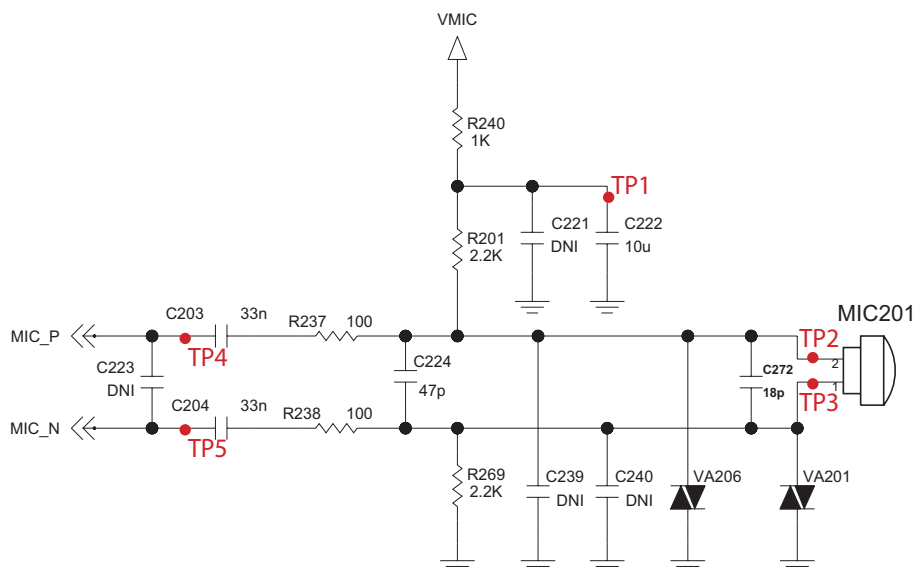 VMIC
R240
1K
TP1
R201
2.2K
C221
DNI
C222
10u
MIC201
MIC_P
C203
33n
R237
100
TP4
C223
DNI
C224
47p
C272
18p
TP2
2
1
TP3
MIC_N
C204
33n
R238
100
TP5
R269
2.2K
C239
DNI
C240
DNI
VA206
VA201